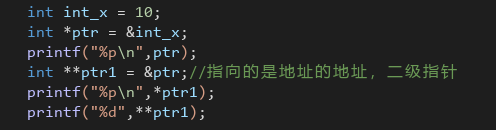 int int_x = 10;
int *ptr = &int_x;
printf("%p\n",ptr);
int **ptr1 = &ptr;//指向的是地址的地址，二级指针
printf("%p\n",*ptr1);
printf("%d",**ptr1);